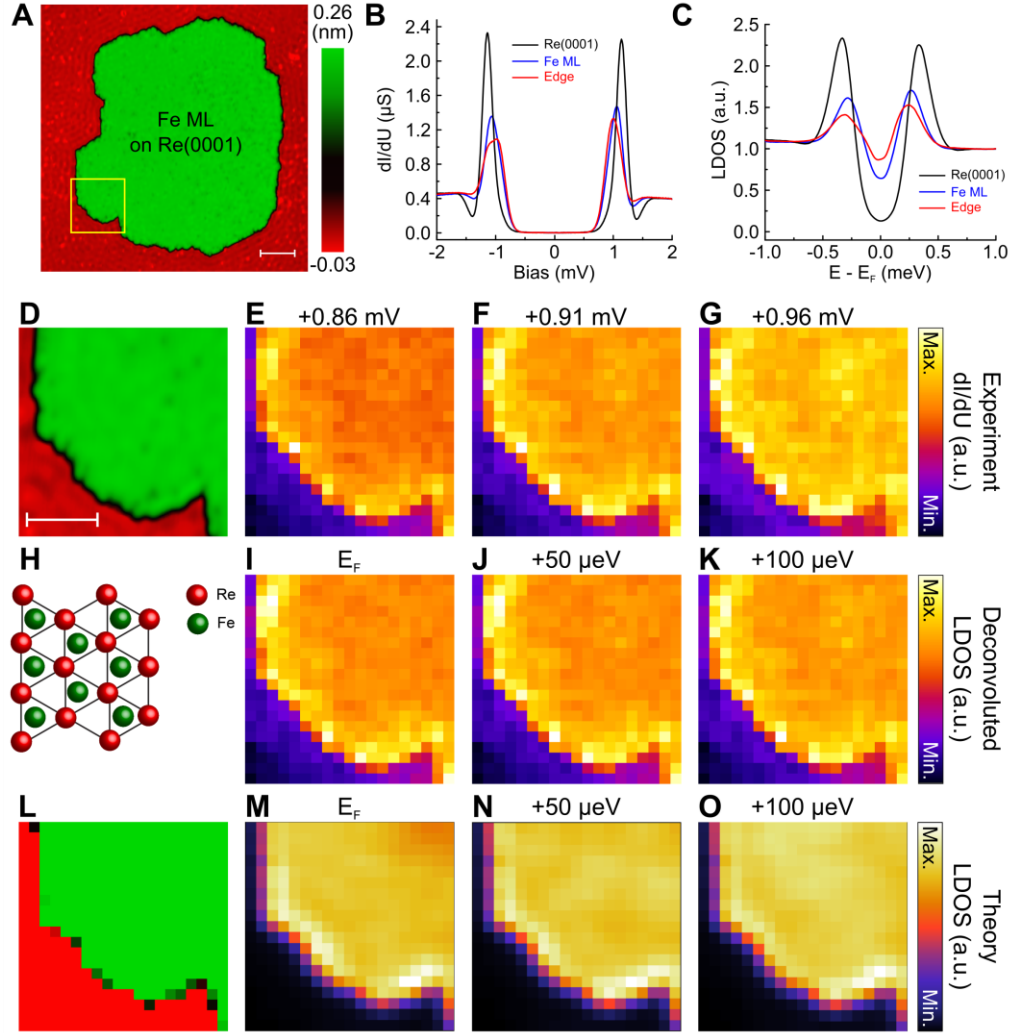 A
0.26
(nm)
Fe ML
on Re(0001)
-0.03
B
dI/dU (µS)
2.4
2.0
1.6
1.2
0.8
0.4
0.0
Re(0001)
Fe ML
Edge
-2
-1
0
1
2
Bias (mV)
C
LDOS (a.u.)
2.5
2.0
1.5
1.0
0.5
0.0
Re(0001)
Fe ML
Edge
-1.0
-0.5
0.0
0.5
1.0
E - EF (meV)
D
E
+0.86 mV
F
+0.91 mV
G
+0.96 mV
Max.
Min.
Experiment
dI/dU (a.u.)
H
Re
Fe
I
EF
J
+50 µeV
K
+100 µeV
Max.
Min.
Deconvoluted
LDOS (a.u.)
L
M
EF
N
+50 µeV
O
+100 µeV
Max.
Min.
Theory
LDOS (a.u.)